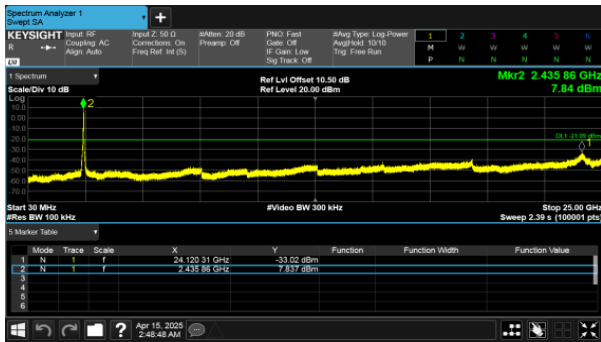 Spectrum Analyzer 1
Swept SA
+
KEYSIGHT Input: RF Input Z: 50 Ω #Atten: 20 dB PNO: Fast #Avg Type: Log-Power 1 2 3 4 5 6
R Coupling: AC Corrections: On Preamp: Off Gate: Off Avg|Hold: 10/10 M W W W W W
Align: Auto Freq Ref: Int (S) IF Gain: Low Trig: Free Run P N N N N N
LXI Sig Track: Off
1 Spectrum Ref Lvl Offset 10.50 dB Mkr2 2.435 86 GHz
Scale/Div 10 dB Ref Level 20.00 dBm 7.84 dBm
Log
10.0
2
0.00
-10.0
-20.0
DL1 -21.09 dBm
-30.0
1
-40.0
-50.0
-60.0
-70.0
Start 30 MHz #Video BW 300 kHz Stop 25.00 GHz
#Res BW 100 kHz Sweep 2.39 s (100001 pts)
5 Marker Table
Mode Trace Scale X Y Function Function Width Function Value
1 N 1 f 24.120 31 GHz -33.02 dBm
2 N 1 f 2.435 86 GHz 7.837 dBm
3
4
5
6
? Apr 15, 2025
2:48:48 AM